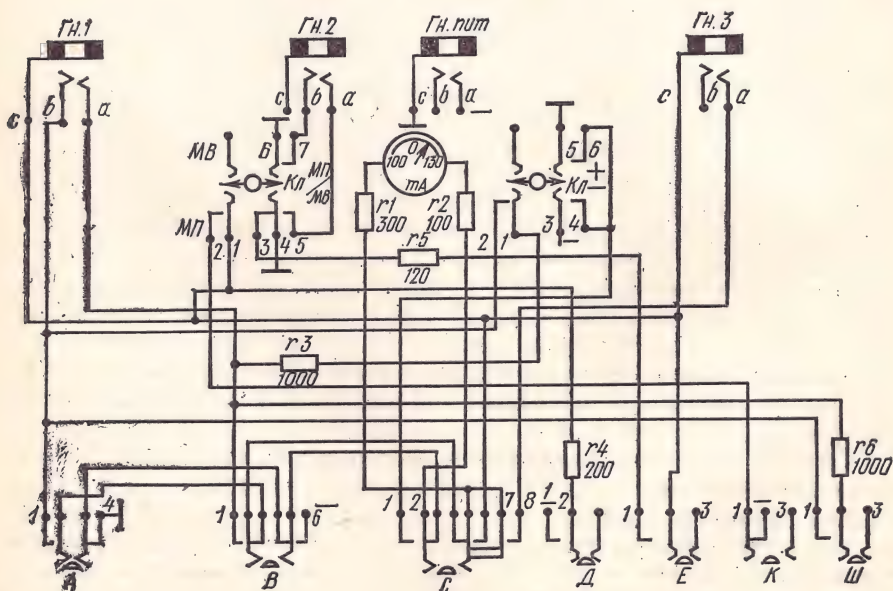 Гн.1 Гн.2 Гн.пит Гн.3
c b a c b a c b a c b a
МВ 6 7 Кл МП/МВ 100 0 130 mA 5 6 Кл + −
МП 2 1 3 4 5 r1 300 r2 100 2 1 3 4
r5 120
r3 1000
r4 200 r6 1000
1 4 1 6 1 2 7 8 1 2 1 3 1 3 1 3
А В С Д Е К Ш